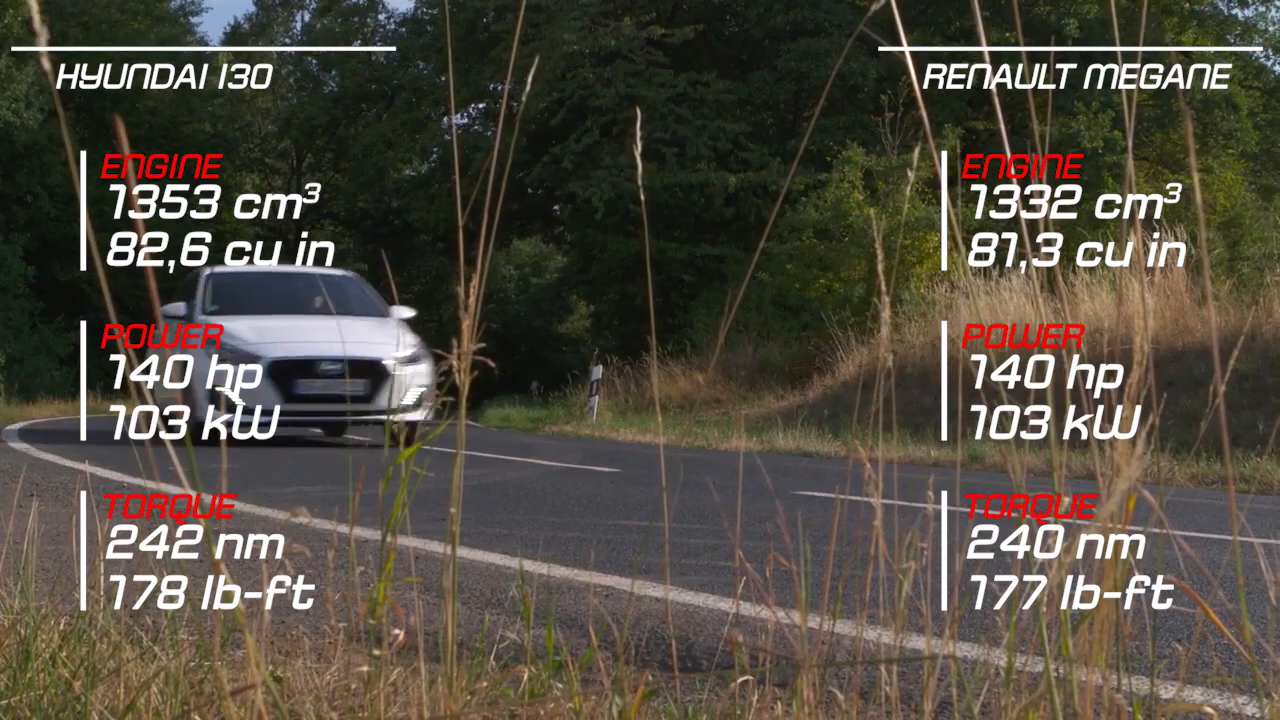 HYUNDAI I30
ENGINE
1353 cm³
82,6 cu in
POWER
140 hp
103 kW
TORQUE
242 nm
178 lb-ft
RENAULT MEGANE
ENGINE
1332 cm³
81,3 cu in
POWER
140 hp
103 kW
TORQUE
240 nm
177 lb-ft